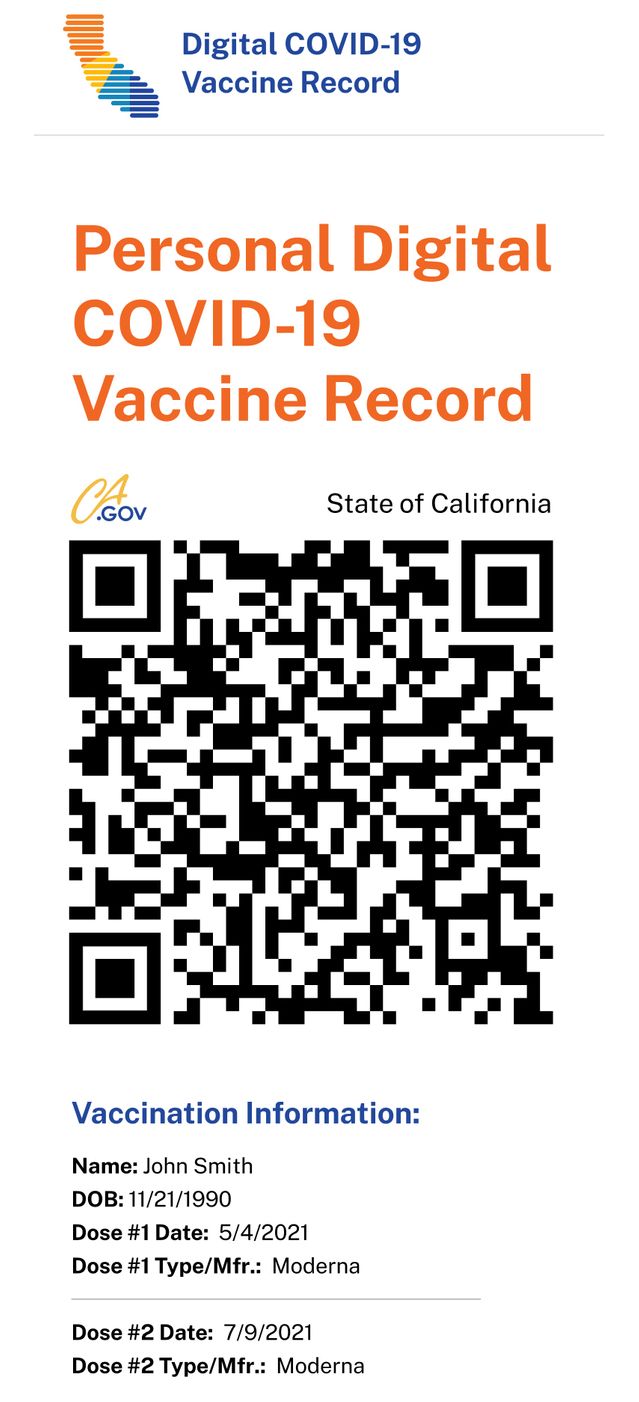 Digital COVID-19
Vaccine Record
Personal Digital
COVID-19
Vaccine Record
CA.GOV
State of California
Vaccination Information:
Name: John Smith
DOB: 11/21/1990
Dose #1 Date: 5/4/2021
Dose #1 Type/Mfr.: Moderna
Dose #2 Date: 7/9/2021
Dose #2 Type/Mfr.: Moderna